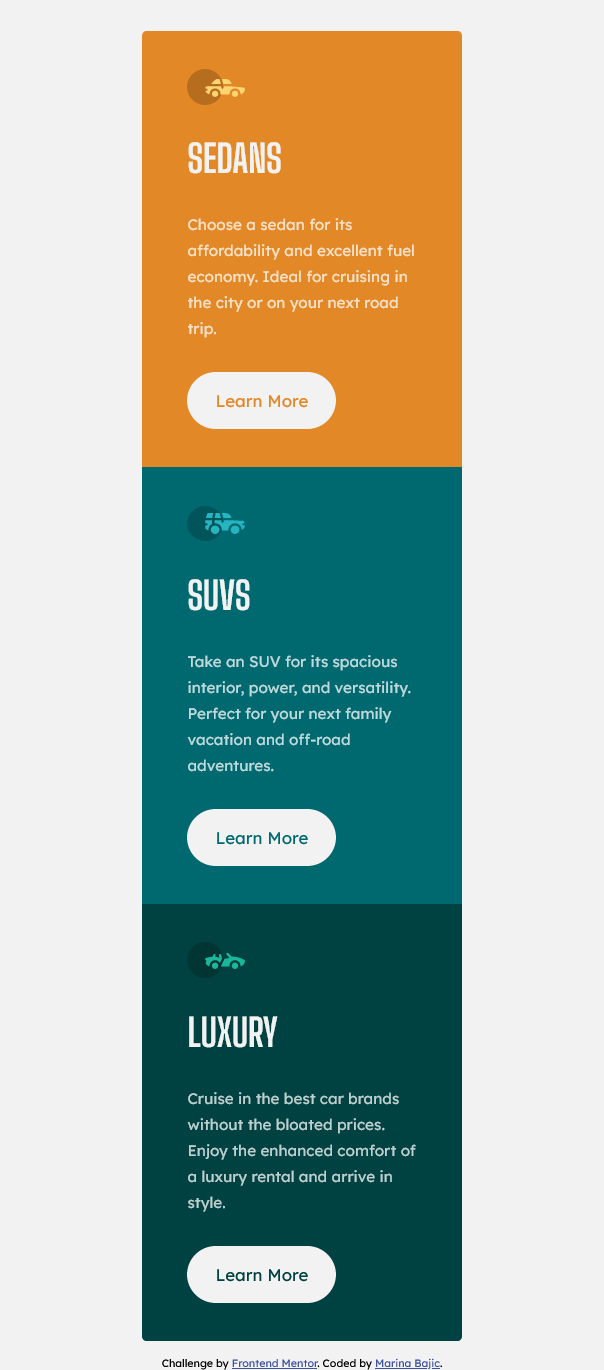 SEDANS
Choose a sedan for its
affordability and excellent fuel
economy. Ideal for cruising in
the city or on your next road
trip.
Learn More
SUVS
Take an SUV for its spacious
interior, power, and versatility.
Perfect for your next family
vacation and off-road
adventures.
Learn More
LUXURY
Cruise in the best car brands
without the bloated prices.
Enjoy the enhanced comfort of
a luxury rental and arrive in
style.
Learn More
Challenge by Frontend Mentor. Coded by Marina Bajic.